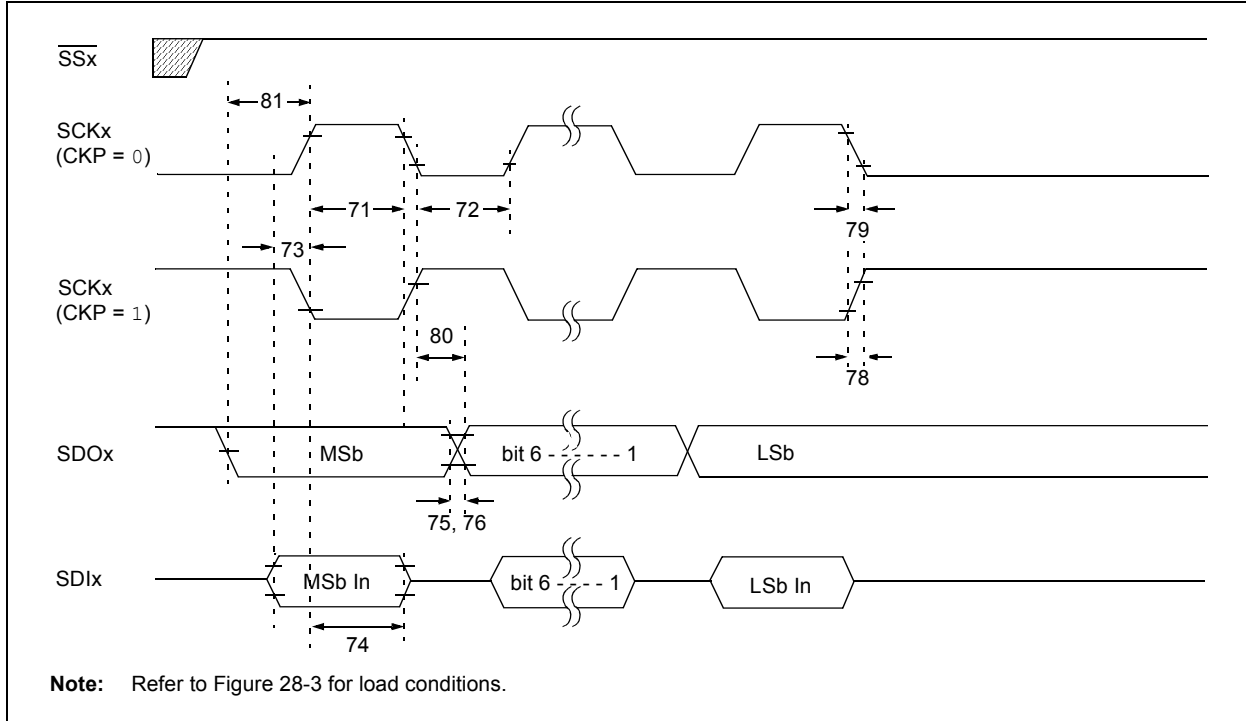 SSx
81
SCKx
(CKP = 0)
71
72
79
73
SCKx
(CKP = 1)
80
78
SDOx
MSb
bit 6 - - - - - - 1
LSb
75, 76
SDIx
MSb In
bit 6 - - - - - 1
LSb In
74
Note: Refer to Figure 28-3 for load conditions.